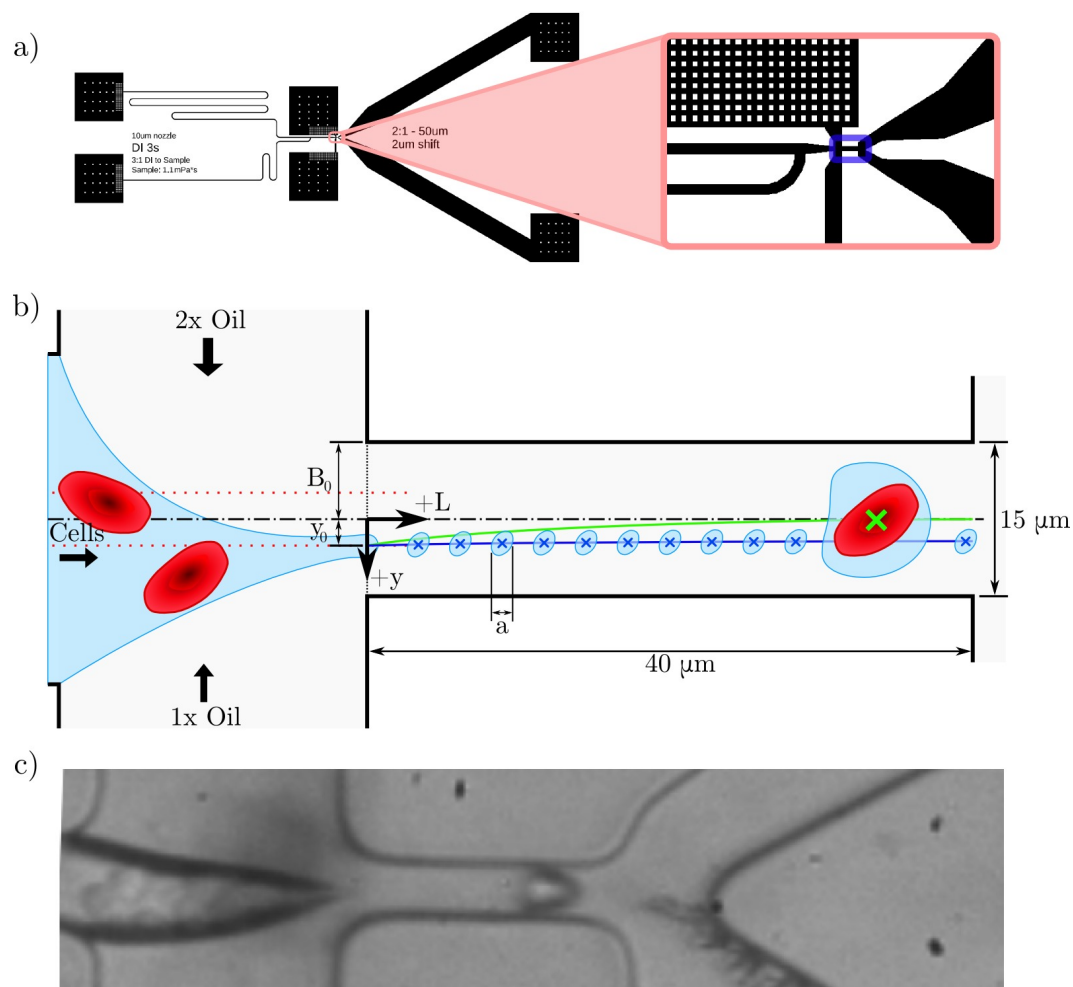 a)
10um nozzle
DI 3s
3:1 DI to Sample
Sample: 1,1mPa*s
2:1 - 50um
2um shift
b)
2x Oil
B₀
+L
Cells
y₀
15 μm
+y
a
40 μm
1x Oil
c)